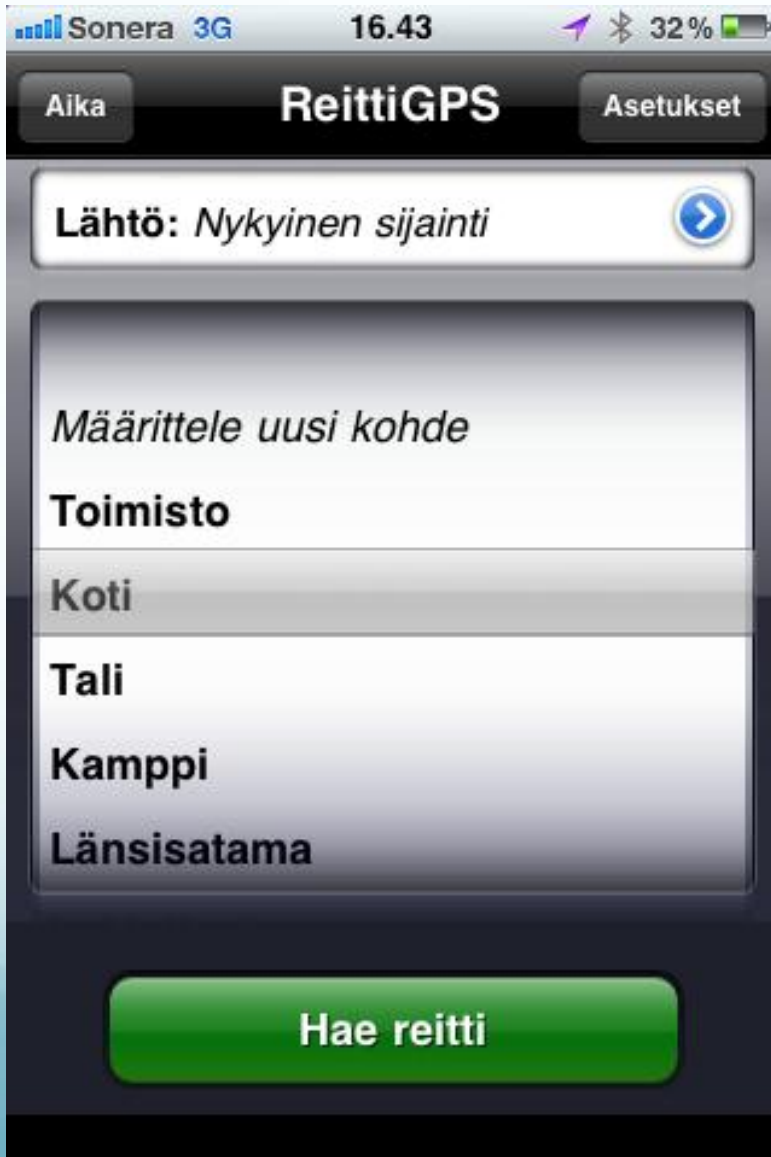 Sonera 3G 16.43 32%
Aika ReittiGPS Asetukset
Lähtö: Nykyinen sijainti
Määrittele uusi kohde
Toimisto
Koti
Tali
Kamppi
Länsisatama
Hae reitti